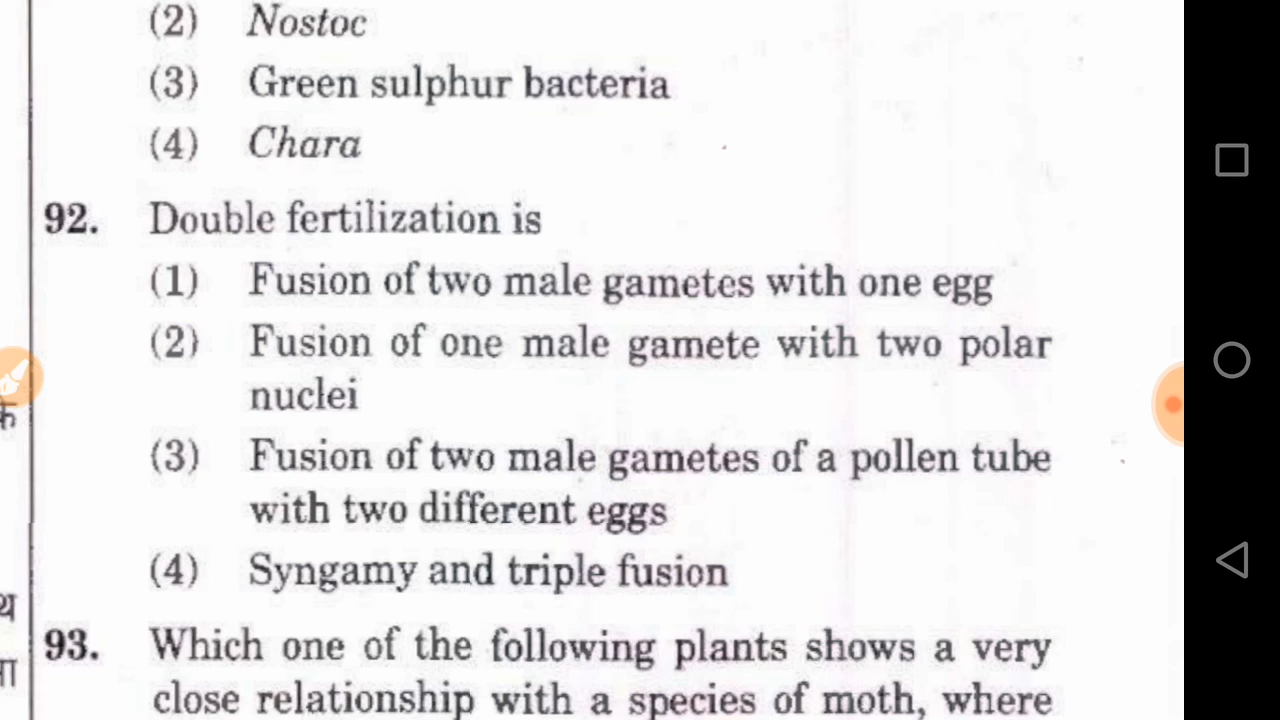 (2) Nostoc
(3) Green sulphur bacteria
(4) Chara
92. Double fertilization is
(1) Fusion of two male gametes with one egg
(2) Fusion of one male gamete with two polar
nuclei
(3) Fusion of two male gametes of a pollen tube
with two different eggs
(4) Syngamy and triple fusion
93. Which one of the following plants shows a very
close relationship with a species of moth, where